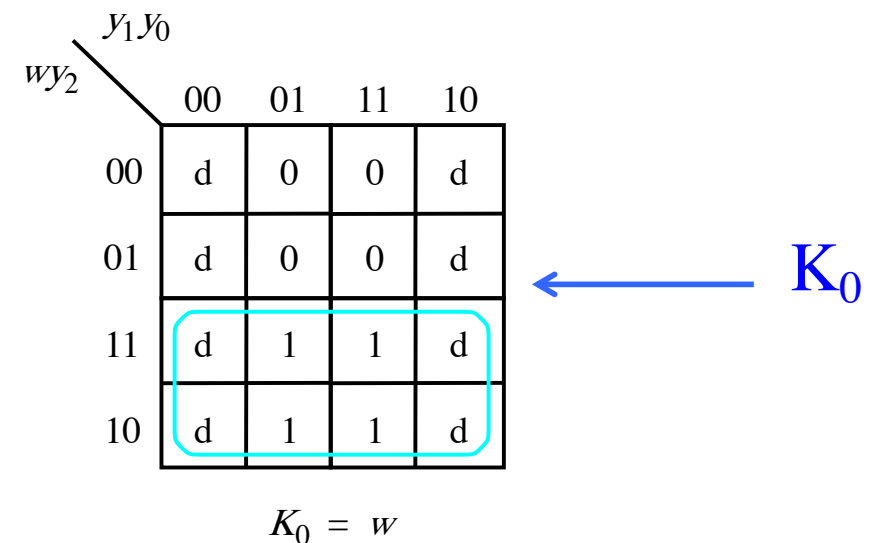 y₁y₀
wy₂
00 01 11 10
00 d 0 0 d
01 d 0 0 d
K₀
11 d 1 1 d
10 d 1 1 d
K₀ = w